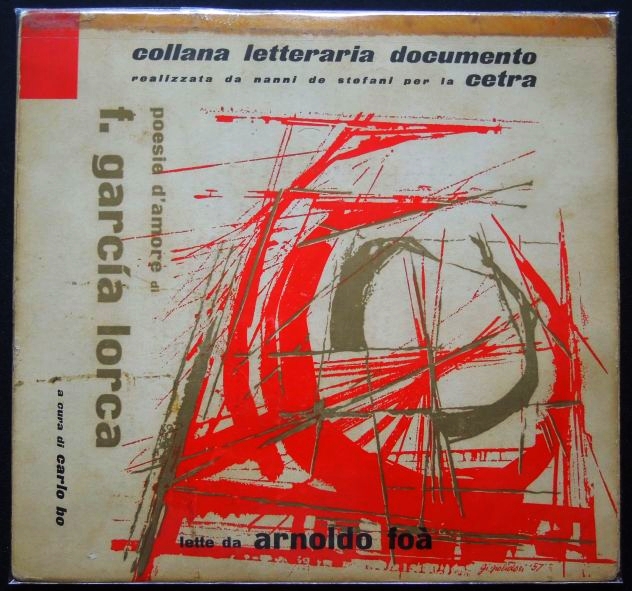 collana letteraria documento
realizzata da nanni de stefani per la cetra
poesie d'amore di
f. garcía lorca
a cura di carlo bo
lette da arnoldo foà
'57